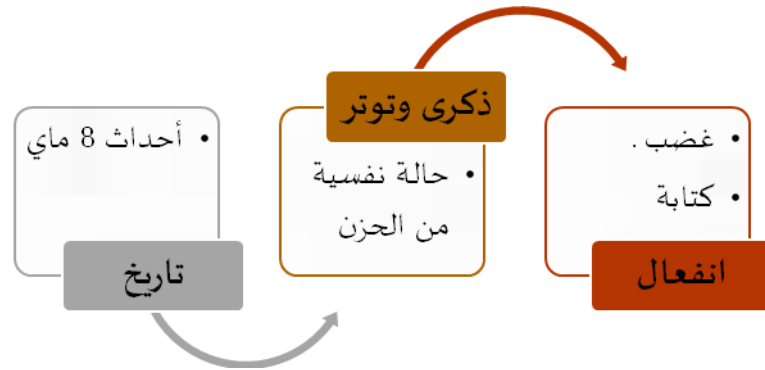 • أحداث 8 ماي
تاريخ
ذكرى وتوتر
• حالة نفسية
من الحزن
• غضب .
• كتابة
انفعال